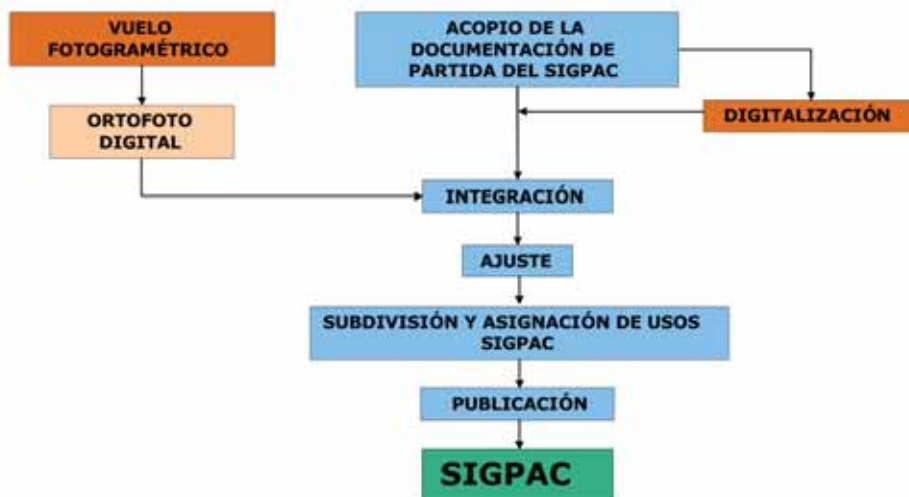 VUELO
FOTOGRAMÉTRICO
ACOPIO DE LA
DOCUMENTACIÓN DE
PARTIDA DEL SIGPAC
ORTOFOTO
DIGITAL
DIGITALIZACIÓN
INTEGRACIÓN
AJUSTE
SUBDIVISIÓN Y ASIGNACIÓN DE USOS
SIGPAC
PUBLICACIÓN
SIGPAC